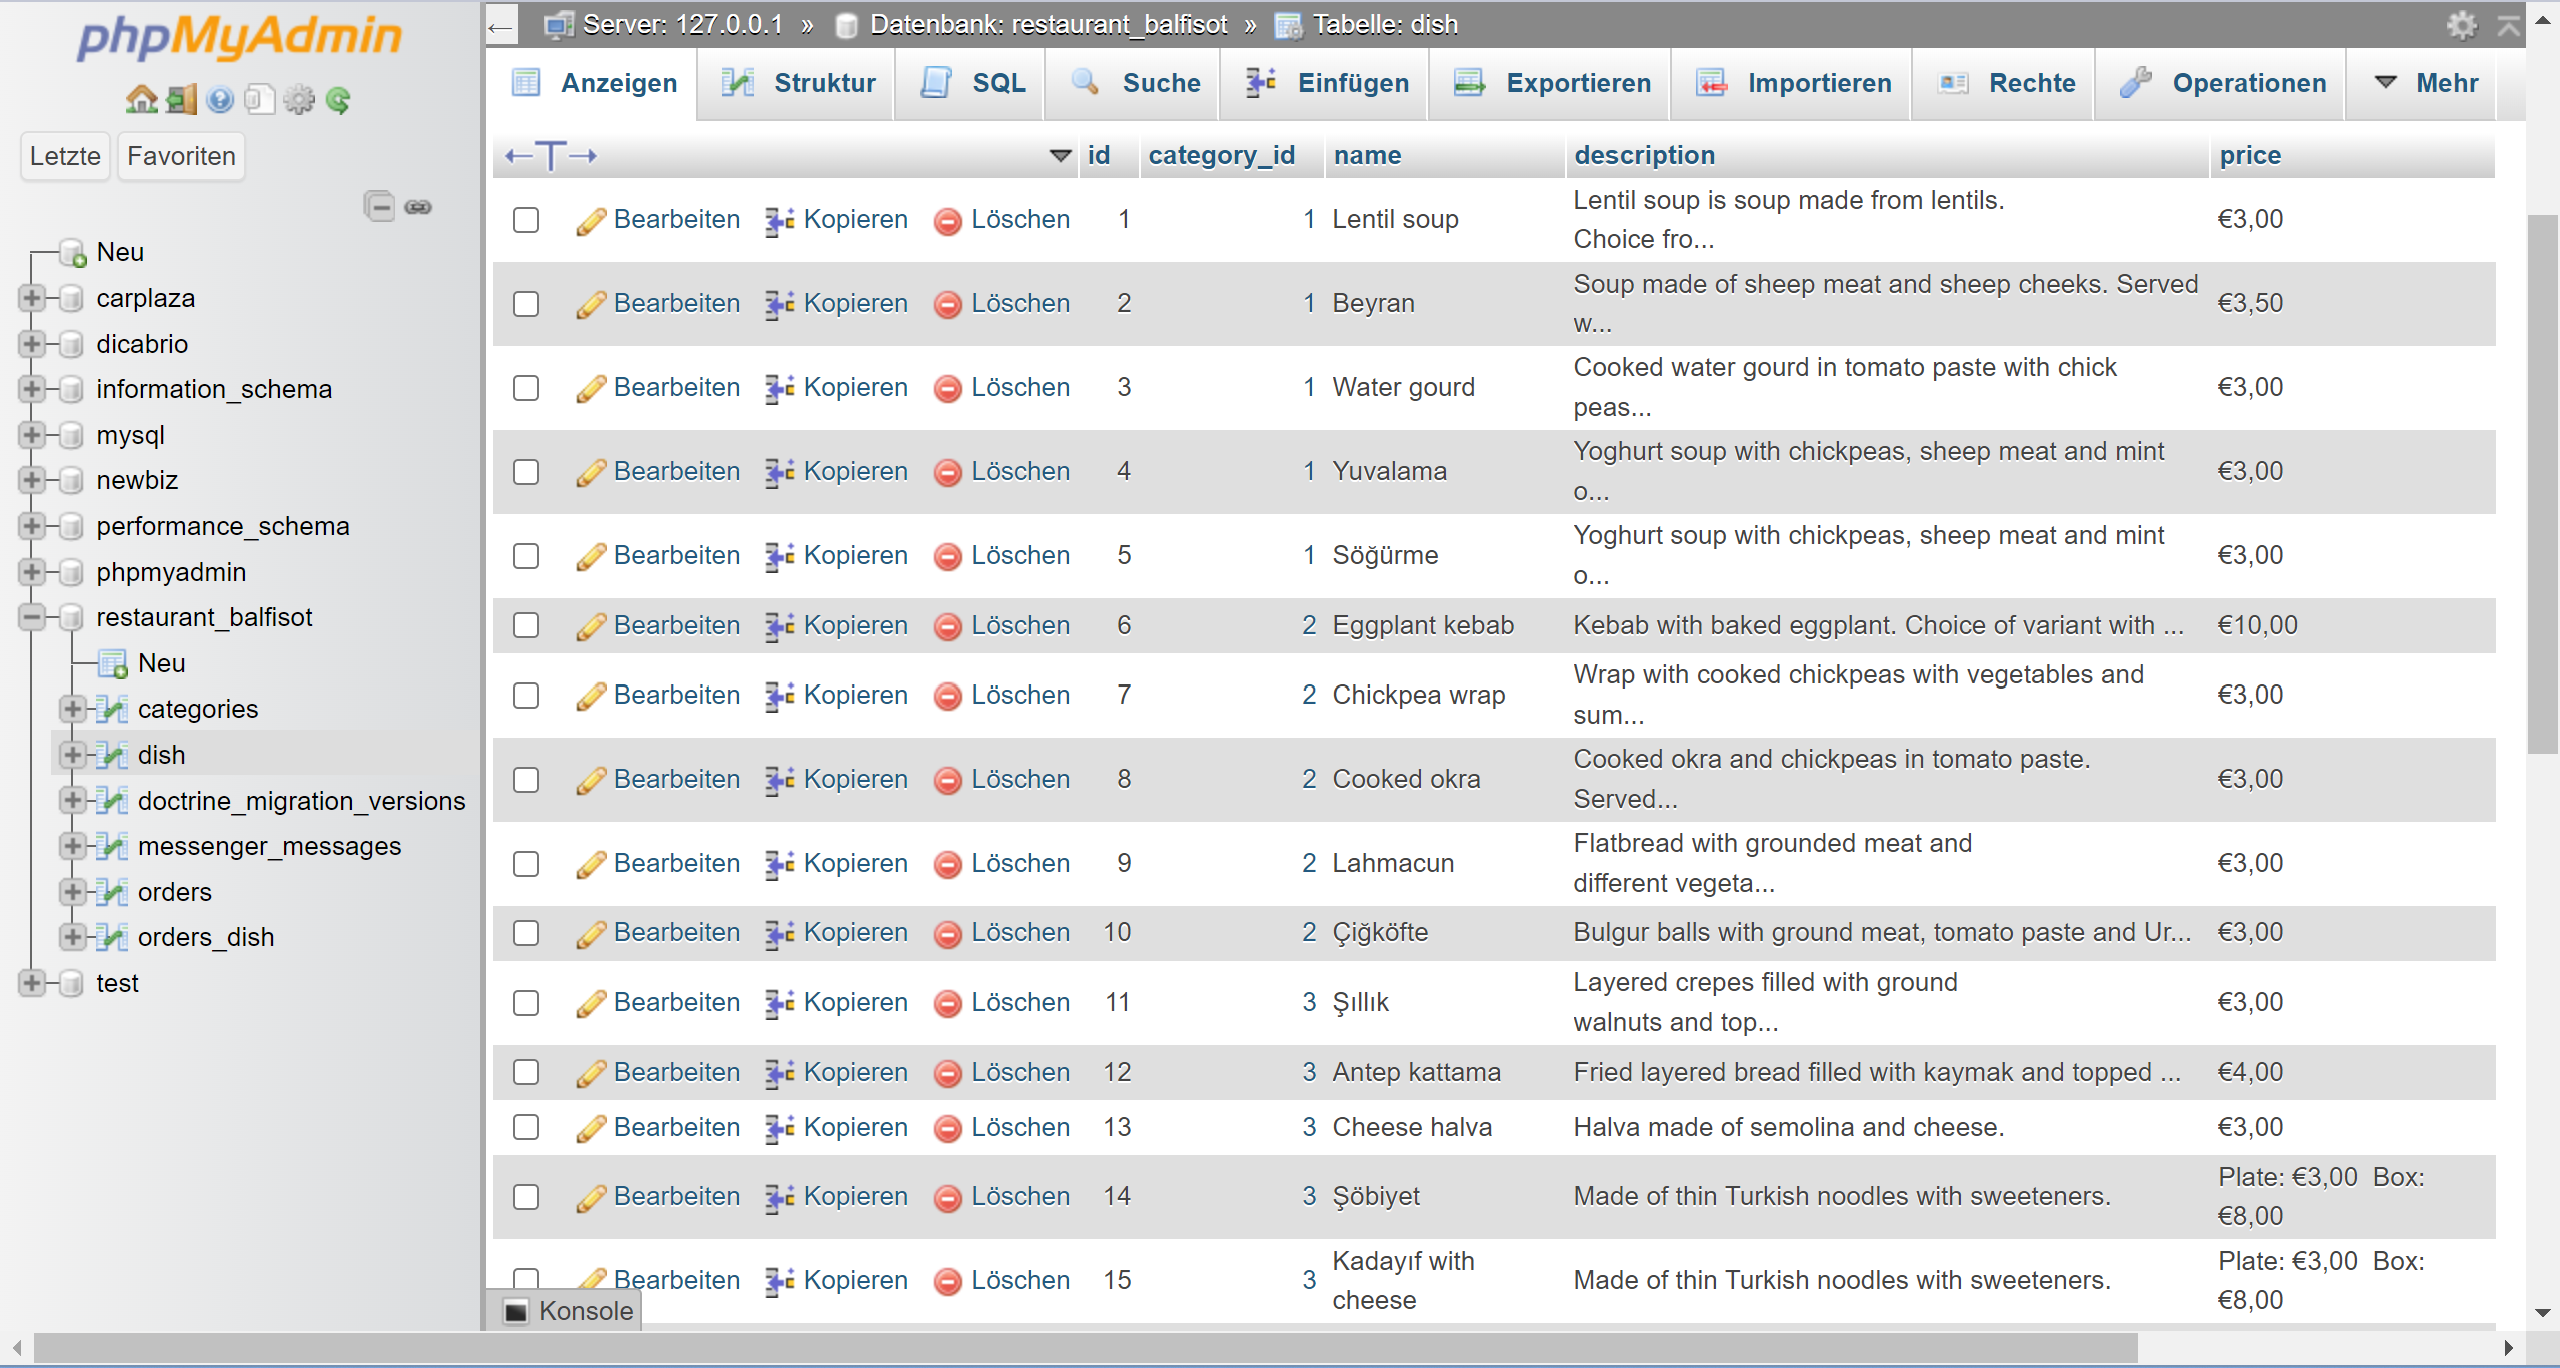 phpMyAdmin
Letzte Favoriten
Neu
carplaza
dicabrio
information_schema
mysql
newbiz
performance_schema
phpmyadmin
restaurant_balfisot
Neu
categories
dish
doctrine_migration_versions
messenger_messages
orders
orders_dish
test
Server: 127.0.0.1 » Datenbank: restaurant_balfisot » Tabelle: dish
Anzeigen Struktur SQL Suche Einfügen Exportieren Importieren Rechte Operationen Mehr
←T→ id category_id name description price
Bearbeiten Kopieren Löschen 1 1 Lentil soup Lentil soup is soup made from lentils. €3,00
Choice fro...
Bearbeiten Kopieren Löschen 2 1 Beyran Soup made of sheep meat and sheep cheeks. Served €3,50
w...
Bearbeiten Kopieren Löschen 3 1 Water gourd Cooked water gourd in tomato paste with chick €3,00
peas...
Bearbeiten Kopieren Löschen 4 1 Yuvalama Yoghurt soup with chickpeas, sheep meat and mint €3,00
o...
Bearbeiten Kopieren Löschen 5 1 Söğürme Yoghurt soup with chickpeas, sheep meat and mint €3,00
o...
Bearbeiten Kopieren Löschen 6 2 Eggplant kebab Kebab with baked eggplant. Choice of variant with ... €10,00
Bearbeiten Kopieren Löschen 7 2 Chickpea wrap Wrap with cooked chickpeas with vegetables and €3,00
sum...
Bearbeiten Kopieren Löschen 8 2 Cooked okra Cooked okra and chickpeas in tomato paste. €3,00
Served...
Bearbeiten Kopieren Löschen 9 2 Lahmacun Flatbread with grounded meat and €3,00
different vegeta...
Bearbeiten Kopieren Löschen 10 2 Çiğköfte Bulgur balls with ground meat, tomato paste and Ur... €3,00
Bearbeiten Kopieren Löschen 11 3 Şıllık Layered crepes filled with ground €3,00
walnuts and top...
Bearbeiten Kopieren Löschen 12 3 Antep kattama Fried layered bread filled with kaymak and topped ... €4,00
Bearbeiten Kopieren Löschen 13 3 Cheese halva Halva made of semolina and cheese. €3,00
Bearbeiten Kopieren Löschen 14 3 Şöbiyet Made of thin Turkish noodles with sweeteners. Plate: €3,00 Box:
€8,00
Bearbeiten Kopieren Löschen 15 3 Kadayıf with Made of thin Turkish noodles with sweeteners. Plate: €3,00 Box:
cheese €8,00
Konsole